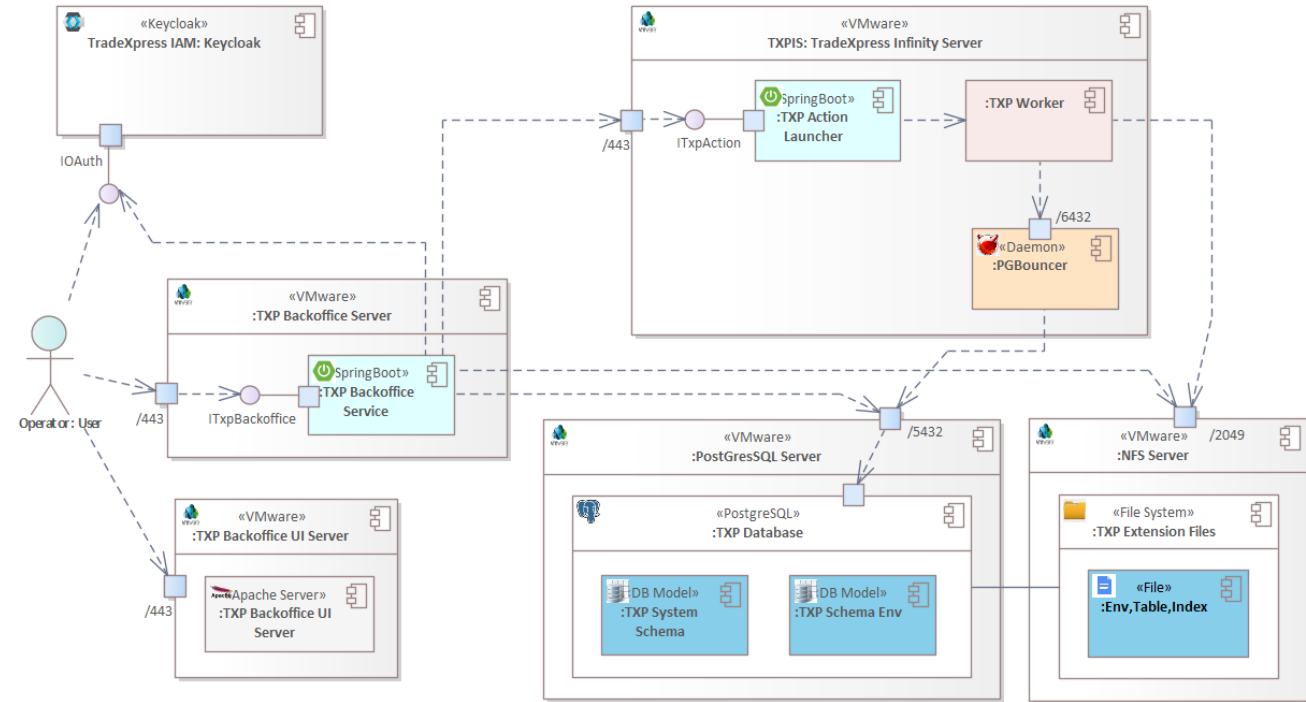 «Keycloak»
TradeXpress IAM: Keycloak
IOAuth
«VMware»
TXPIS: TradeXpress Infinity Server
/443
ITxpAction
SpringBoot»
:TXP Action
Launcher
:TXP Worker
/6432
«Daemon»
:PGBouncer
Operator: User
«VMware»
:TXP Backoffice Server
/443
ITxpBackoffice
SpringBoot»
:TXP Backoffice
Service
«VMware»
:TXP Backoffice UI Server
/443
Apache Server»
:TXP Backoffice UI
Server
«VMware»
:PostGresSQL Server
/5432
«PostgreSQL»
:TXP Database
DB Model»
:TXP System
Schema
DB Model»
:TXP Schema Env
«VMware»
:NFS Server
/2049
«File System»
:TXP Extension Files
«File»
:Env,Table,Index